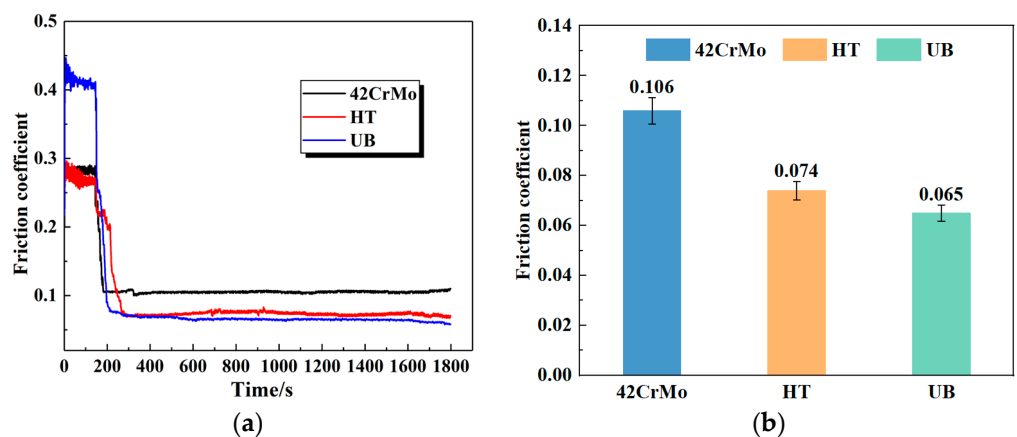 0.5
0.4
0.3
0.2
0.1
Friction coefficient
42CrMo
HT
UB
0 200 400 600 800 1000 1200 1400 1600 1800
Time/s
(a)
0.14
0.12
0.10
0.08
0.06
0.04
0.02
0.00
Friction coefficient
42CrMo HT UB
0.106
0.074
0.065
42CrMo HT UB
(b)